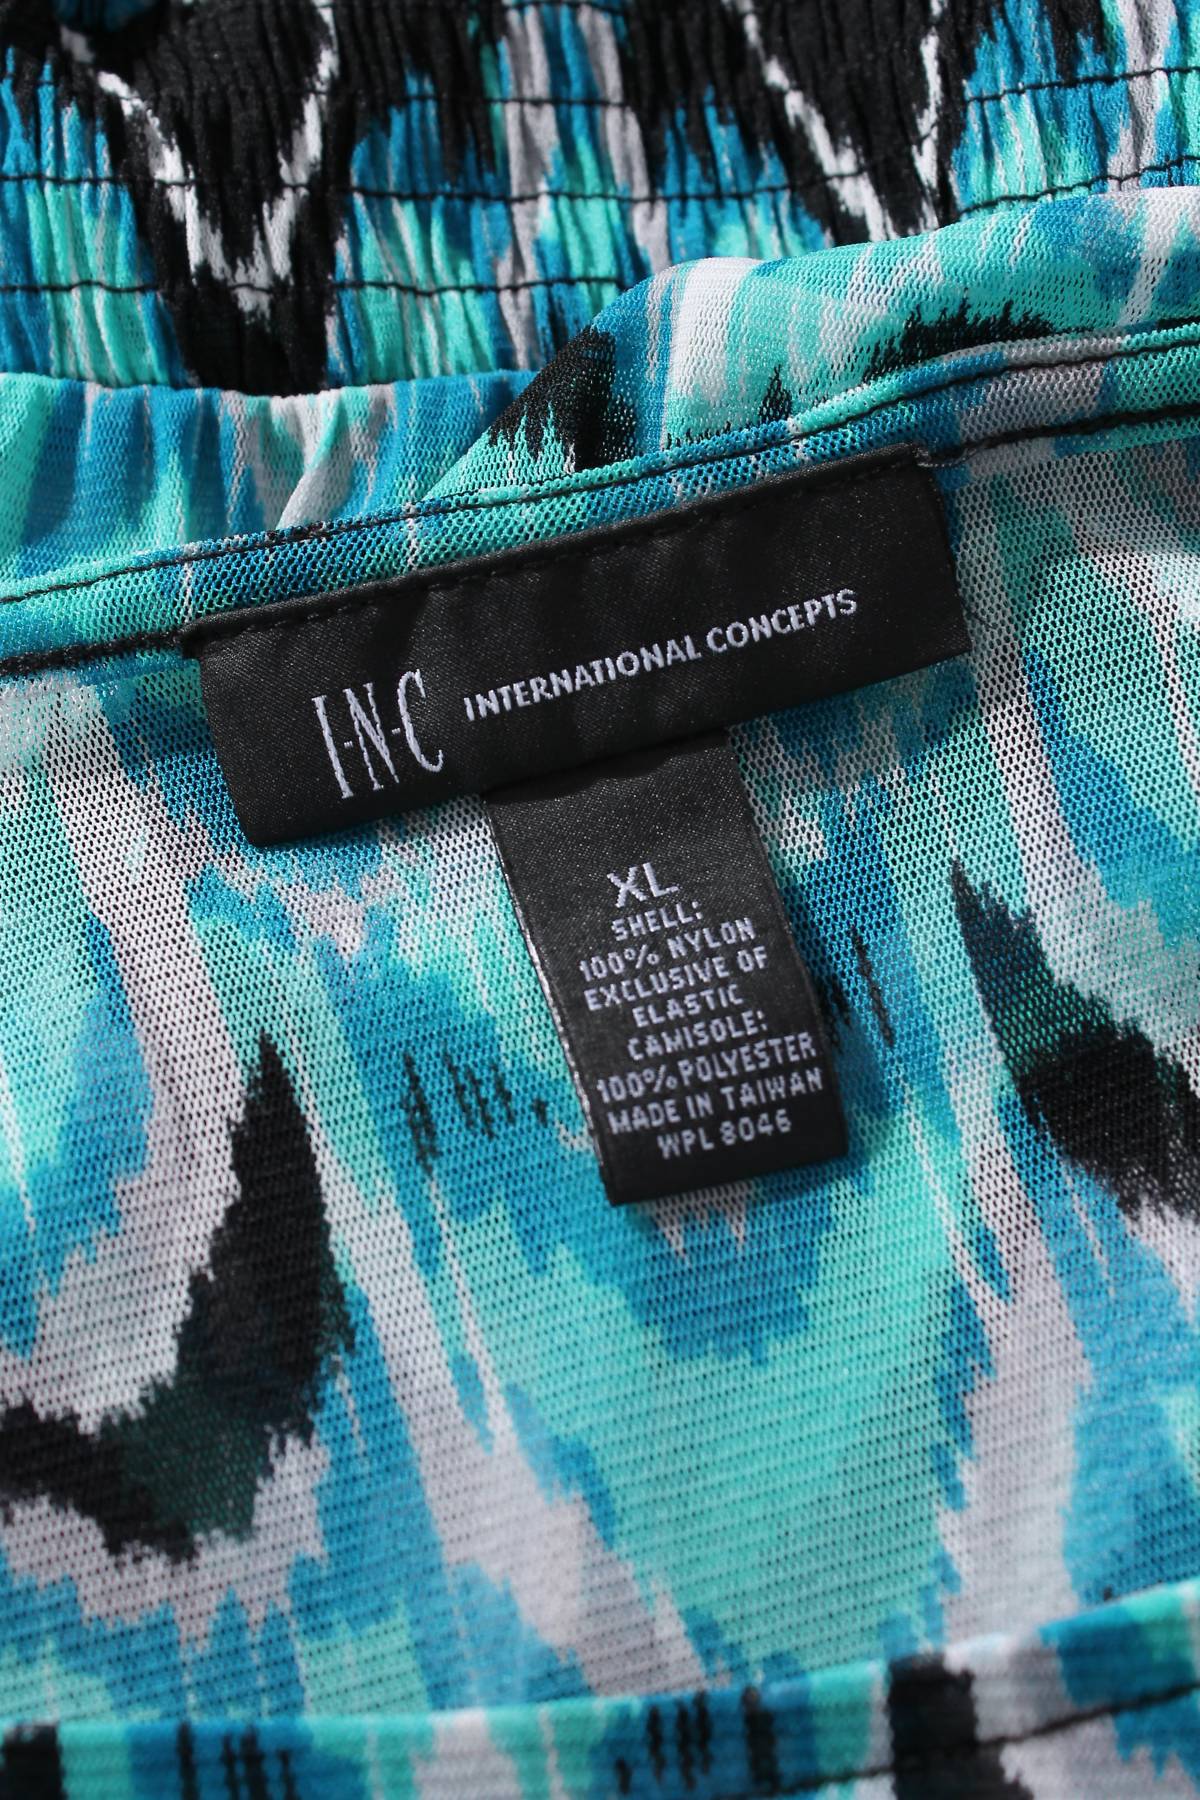 I·N·C INTERNATIONAL CONCEPTS
XL
SHELL:
100% NYLON
EXCLUSIVE OF
ELASTIC
CAMISOLE:
100% POLYESTER
MADE IN TAIWAN
WPL 8046